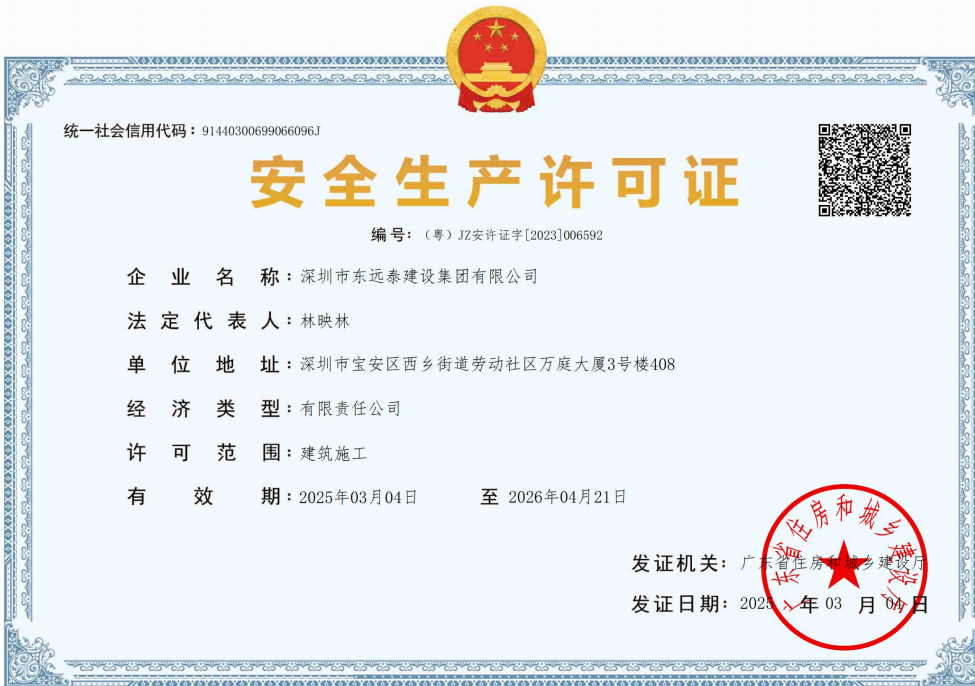 统一社会信用代码：91440300699066096J
安全生产许可证
编号：（粤）JZ安许证字[2023]006592
企业名称：深圳市东远泰建设集团有限公司
法定代表人：林映林
单位地址：深圳市宝安区西乡街道劳动社区万庭大厦3号楼408
经济类型：有限责任公司
许可范围：建筑施工
有效期：2025年03月04日 至 2026年04月21日
发证机关：广东省住房和城乡建设厅
发证日期：2025 年 03 月 04 日
广东省住房和城乡建设厅